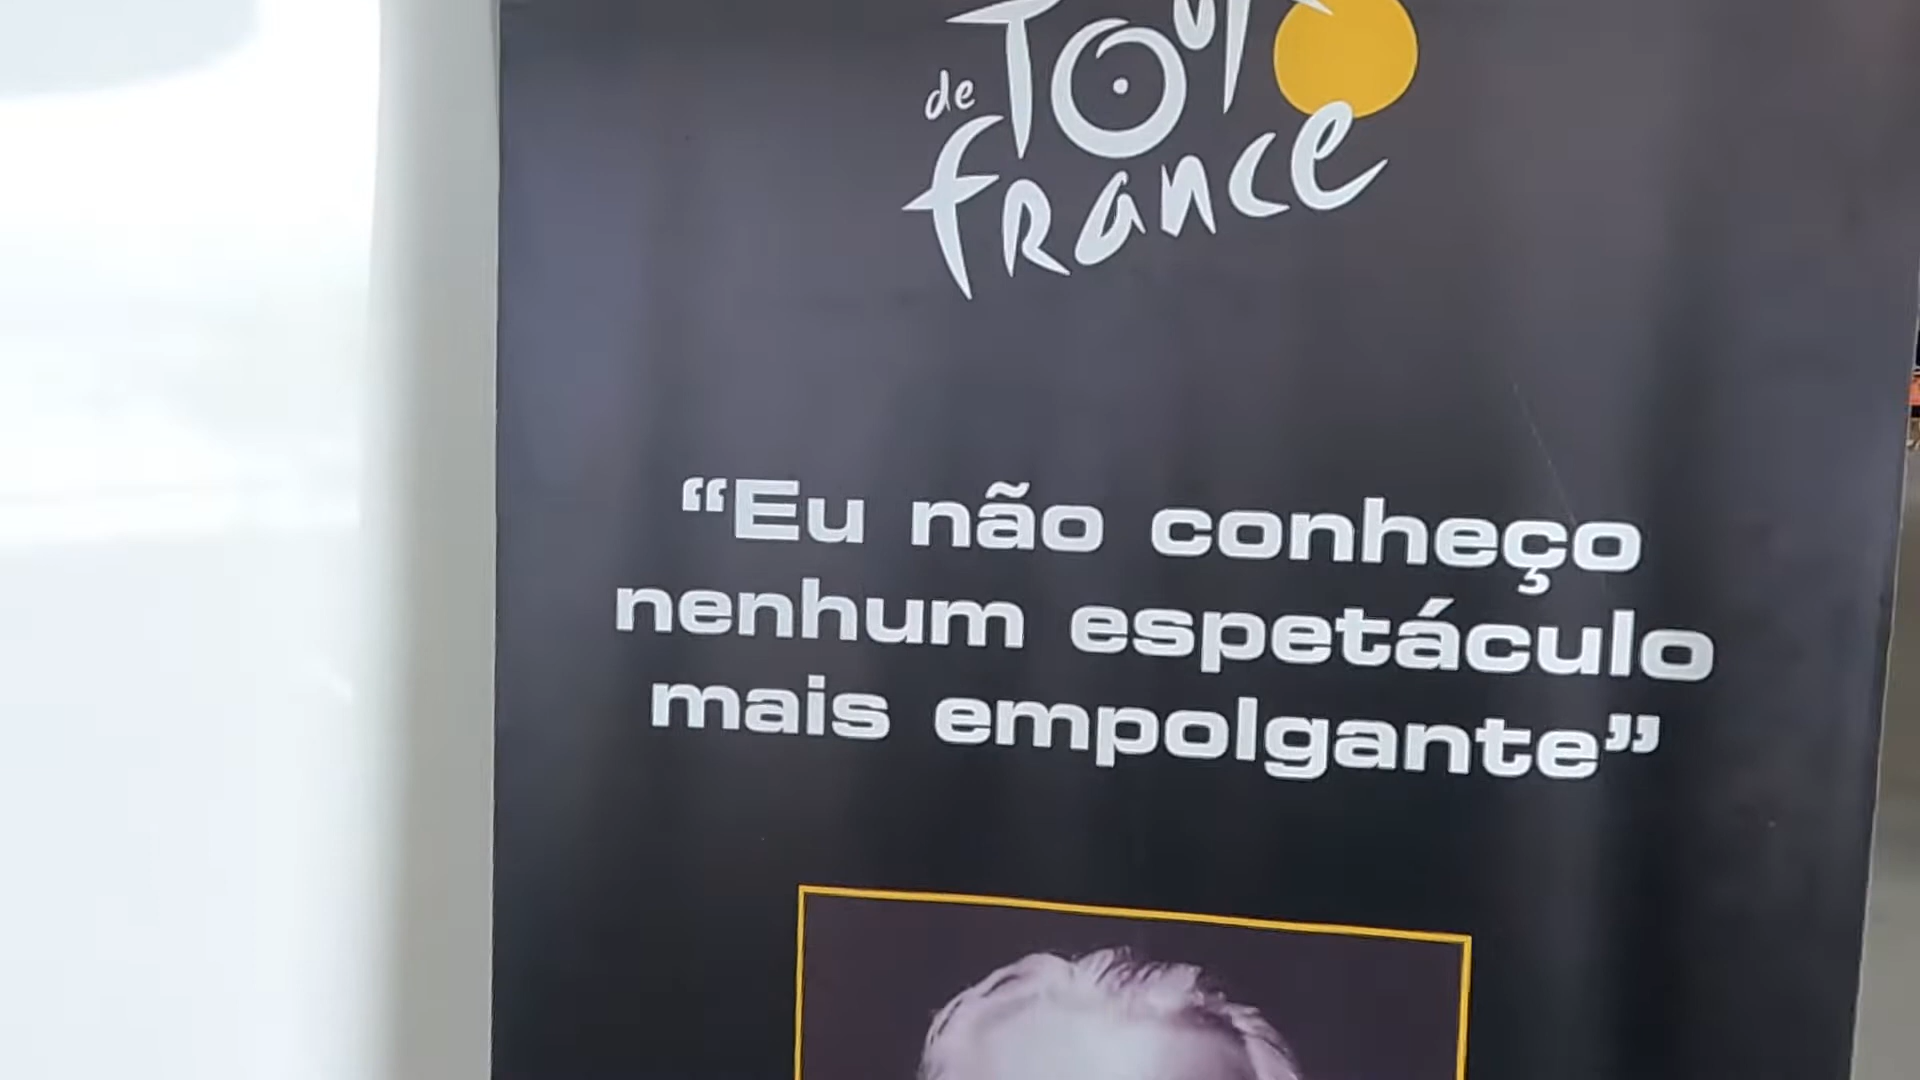 de Tour
france
“Eu não conheço
nenhum espetáculo
mais empolgante”